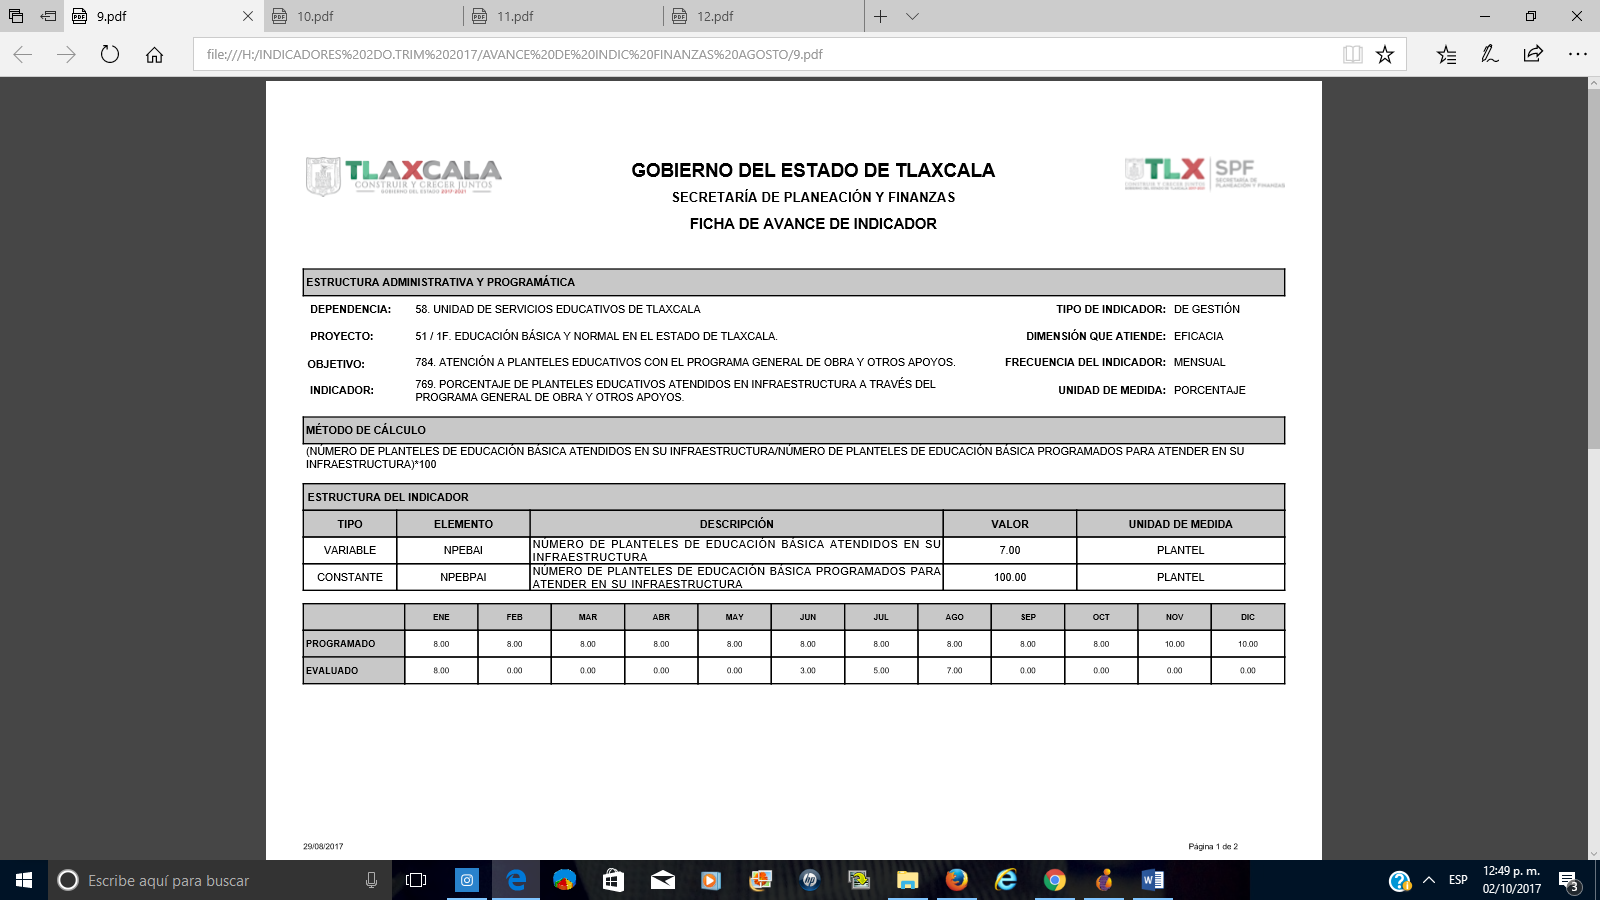 9.pdf
10.pdf
11.pdf
12.pdf
file:///H:/INDICADORES%202DO.TRIM%202017/AVANCE%20DE%20INDIC%20FINANZAS%20AGOSTO/9.pdf
TLAXCALA
CONSTRUIR Y CRECER JUNTOS
GOBIERNO DEL ESTADO 2017-2021
GOBIERNO DEL ESTADO DE TLAXCALA
SECRETARÍA DE PLANEACIÓN Y FINANZAS
FICHA DE AVANCE DE INDICADOR
TLX
CONSTRUIR Y CRECER JUNTOS
SPF
SECRETARÍA DE
PLANEACIÓN Y FINANZAS
ESTRUCTURA ADMINISTRATIVA Y PROGRAMÁTICA
DEPENDENCIA: 58. UNIDAD DE SERVICIOS EDUCATIVOS DE TLAXCALA TIPO DE INDICADOR: DE GESTIÓN
PROYECTO: 51 / 1F. EDUCACIÓN BÁSICA Y NORMAL EN EL ESTADO DE TLAXCALA. DIMENSIÓN QUE ATIENDE: EFICACIA
OBJETIVO: 784. ATENCIÓN A PLANTELES EDUCATIVOS CON EL PROGRAMA GENERAL DE OBRA Y OTROS APOYOS. FRECUENCIA DEL INDICADOR: MENSUAL
INDICADOR: 769. PORCENTAJE DE PLANTELES EDUCATIVOS ATENDIDOS EN INFRAESTRUCTURA A TRAVÉS DEL
PROGRAMA GENERAL DE OBRA Y OTROS APOYOS. UNIDAD DE MEDIDA: PORCENTAJE
MÉTODO DE CÁLCULO
(NÚMERO DE PLANTELES DE EDUCACIÓN BÁSICA ATENDIDOS EN SU INFRAESTRUCTURA/NÚMERO DE PLANTELES DE EDUCACIÓN BÁSICA PROGRAMADOS PARA ATENDER EN SU
INFRAESTRUCTURA)*100
ESTRUCTURA DEL INDICADOR
TIPO ELEMENTO DESCRIPCIÓN VALOR UNIDAD DE MEDIDA
VARIABLE NPEBAI NÚMERO DE PLANTELES DE EDUCACIÓN BÁSICA ATENDIDOS EN SU
INFRAESTRUCTURA 7.00 PLANTEL
CONSTANTE NPEBPAI NÚMERO DE PLANTELES DE EDUCACIÓN BÁSICA PROGRAMADOS PARA
ATENDER EN SU INFRAESTRUCTURA 100.00 PLANTEL
ENE FEB MAR ABR MAY JUN JUL AGO SEP OCT NOV DIC
PROGRAMADO 8.00 8.00 8.00 8.00 8.00 8.00 8.00 8.00 8.00 8.00 10.00 10.00
EVALUADO 8.00 0.00 0.00 0.00 0.00 3.00 5.00 7.00 0.00 0.00 0.00 0.00
29/08/2017
Página 1 de 2
Escribe aquí para buscar
ESP
12:49 p. m.
02/10/2017
3